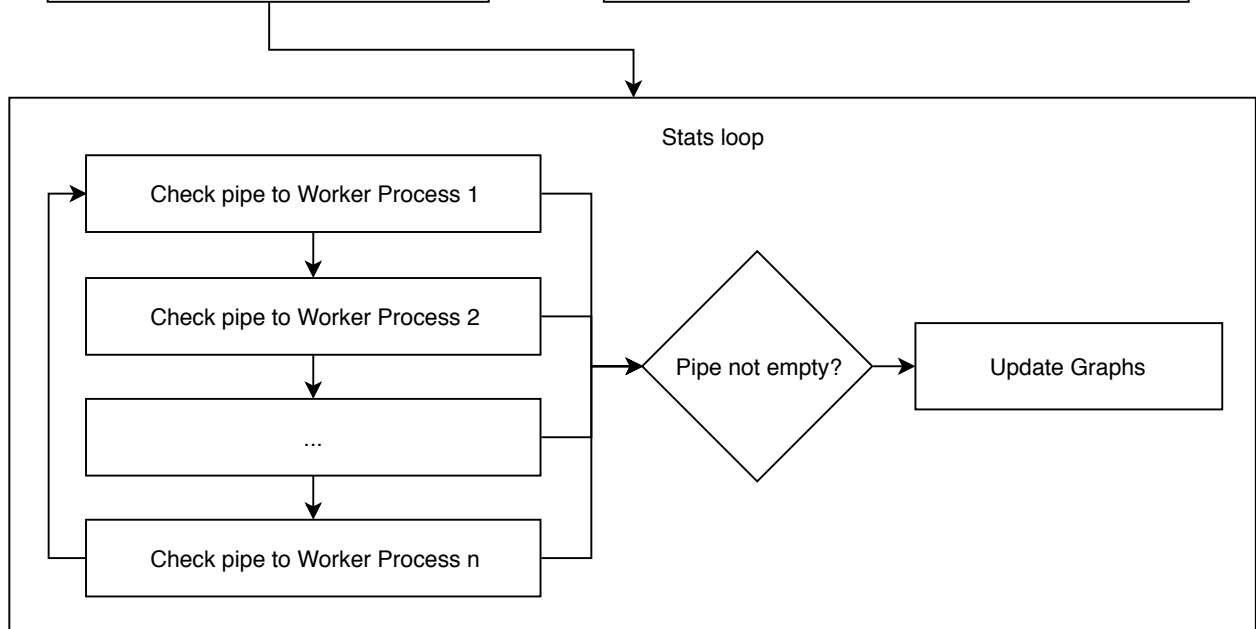 Stats loop
Check pipe to Worker Process 1
Check pipe to Worker Process 2
Pipe not empty?
Update Graphs
...
Check pipe to Worker Process n